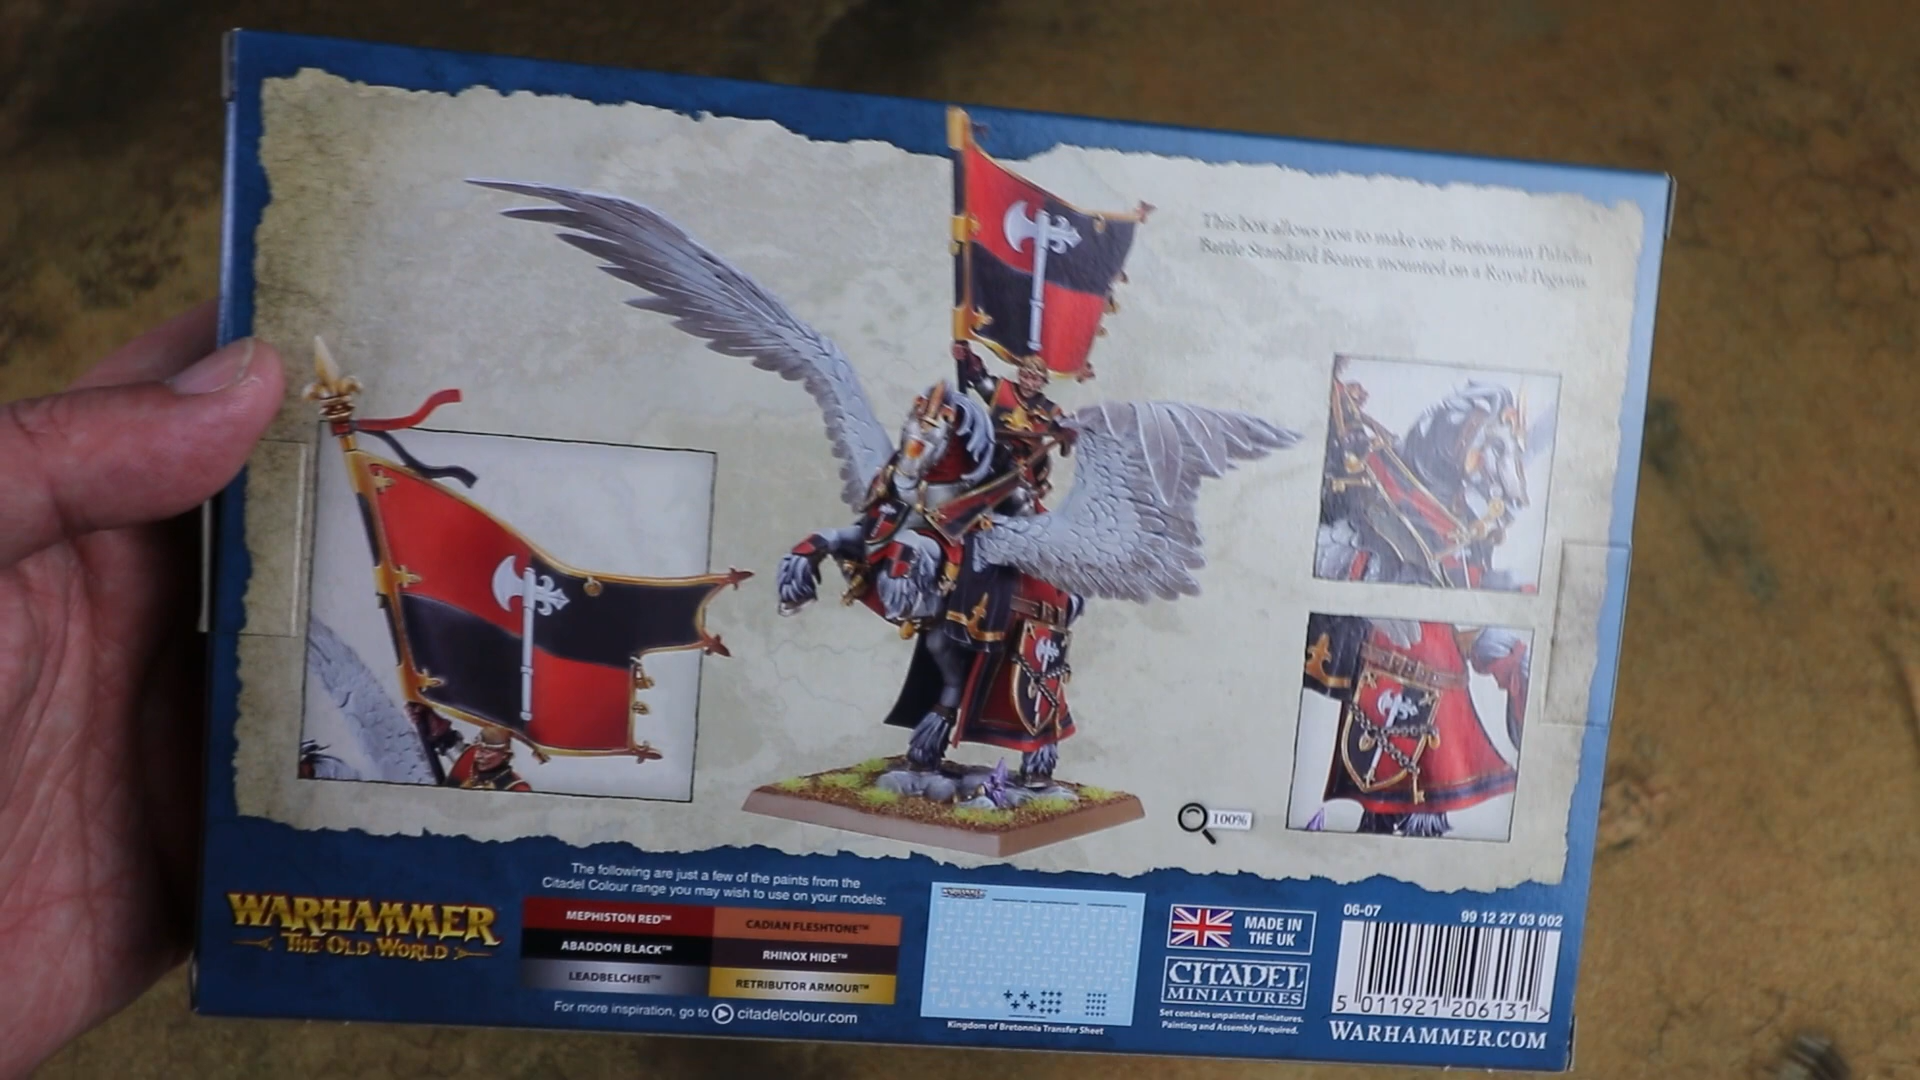 This box allows you to make one Bretonnian Paladin
Battle Standard Bearer, mounted on a Royal Pegasus.
100%
WARHAMMER
THE OLD WORLD
The following are just a few of the paints from the
Citadel Colour range you may wish to use on your models:
MEPHISTON RED™
CADIAN FLESHTONE™
ABADDON BLACK™
RHINOX HIDE™
LEADBELCHER™
RETRIBUTOR ARMOUR™
For more inspiration, go to citadelcolour.com
WARHAMMER
Kingdom of Bretonnia Transfer Sheet
MADE IN
THE UK
CITADEL
MINIATURES
Set contains unpainted miniatures.
Painting and Assembly Required.
06-07
99 12 27 03 002
5 011921 206131 >
WARHAMMER.COM